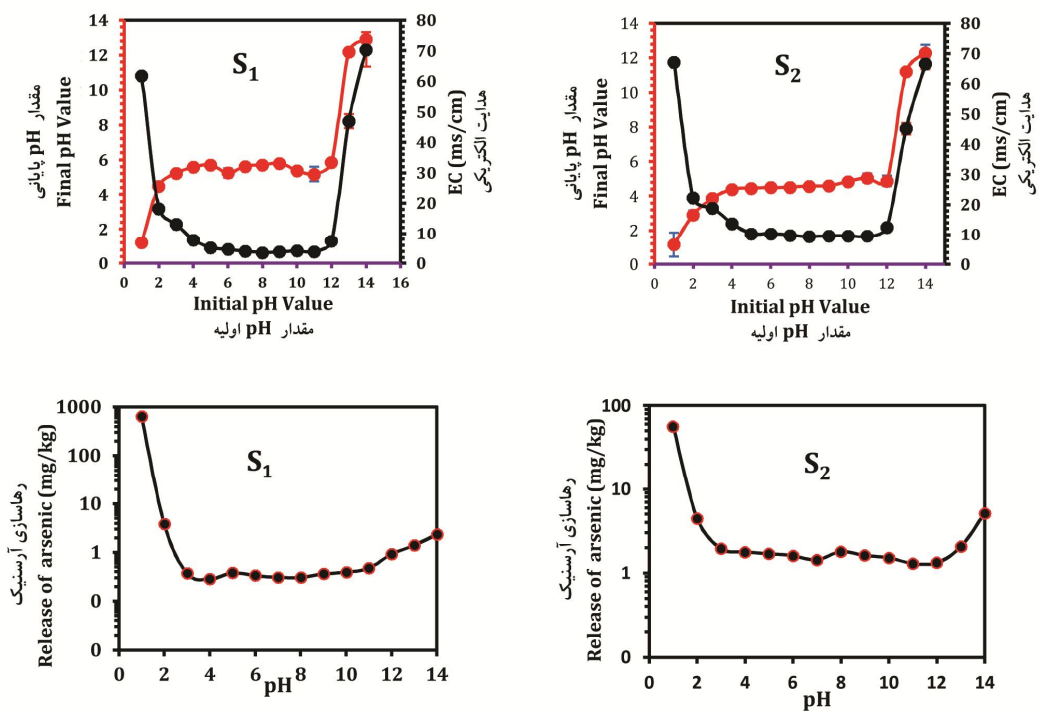 S1
14
12
10
8
6
4
2
0
مقدار pH پایانی
Final pH Value
80
70
60
50
40
30
20
10
0
EC (ms/cm)
هدایت الکتریکی
0 2 4 6 8 10 12 14 16
Initial pH Value
مقدار pH اولیه
S2
14
12
10
8
6
4
2
0
مقدار pH پایانی
Final pH Value
80
70
60
50
40
30
20
10
0
EC (ms/cm)
هدایت الکتریکی
0 2 4 6 8 10 12 14
Initial pH Value
مقدار pH اولیه
S1
1000
100
10
1
0
0
رهاسازی آرسنیک
Release of arsenic (mg/kg)
0 2 4 6 8 10 12 14
pH
S2
100
10
1
0
رهاسازی آرسنیک
Release of arsenic (mg/kg)
0 2 4 6 8 10 12 14
pH